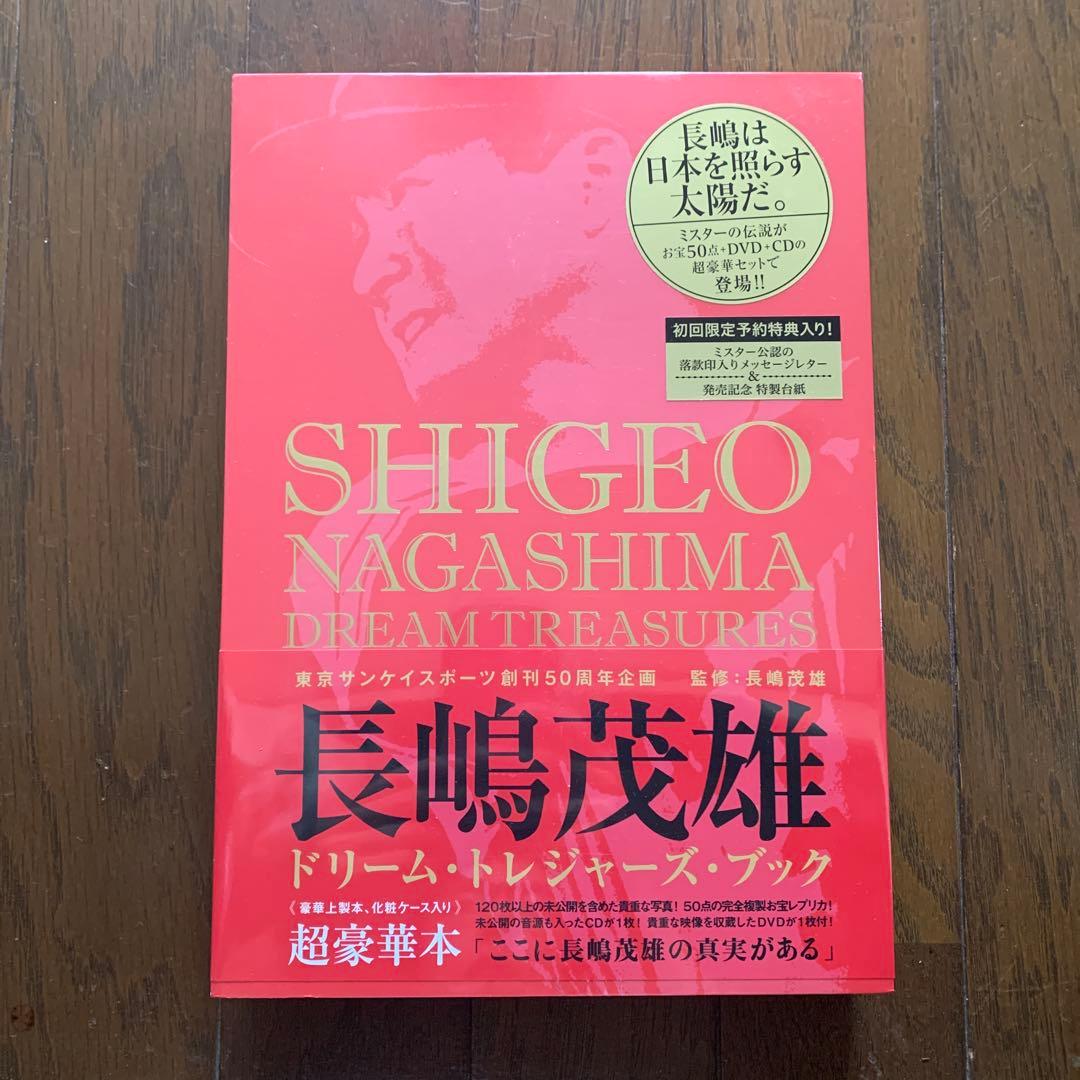 長嶋は
日本を照らす
太陽だ。
ミスターの伝説が
お宝50点+DVD+CDの
超豪華セットで
登場!!
初回限定予約特典入り!
ミスター公認の
落款印入りメッセージレター
&
発売記念 特製台紙
SHIGEO
NAGASHIMA
DREAM TREASURES
東京サンケイスポーツ創刊50周年企画 監修:長嶋茂雄
長嶋茂雄
ドリーム・トレジャーズ・ブック
《豪華上製本、化粧ケース入り》
超豪華本
120枚以上の未公開を含めた貴重な写真! 50点の完全複製お宝レプリカ!
未公開の音源も入ったCDが1枚! 貴重な映像を収蔵したDVDが1枚付!
「ここに長嶋茂雄の真実がある」